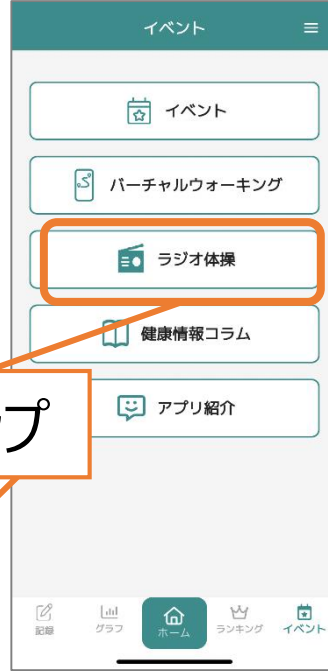 イベント
イベント
バーチャルウォーキング
ラジオ体操
健康情報コラム
ップ
アプリ紹介
記録
グラフ
ホーム
ランキング
イベント